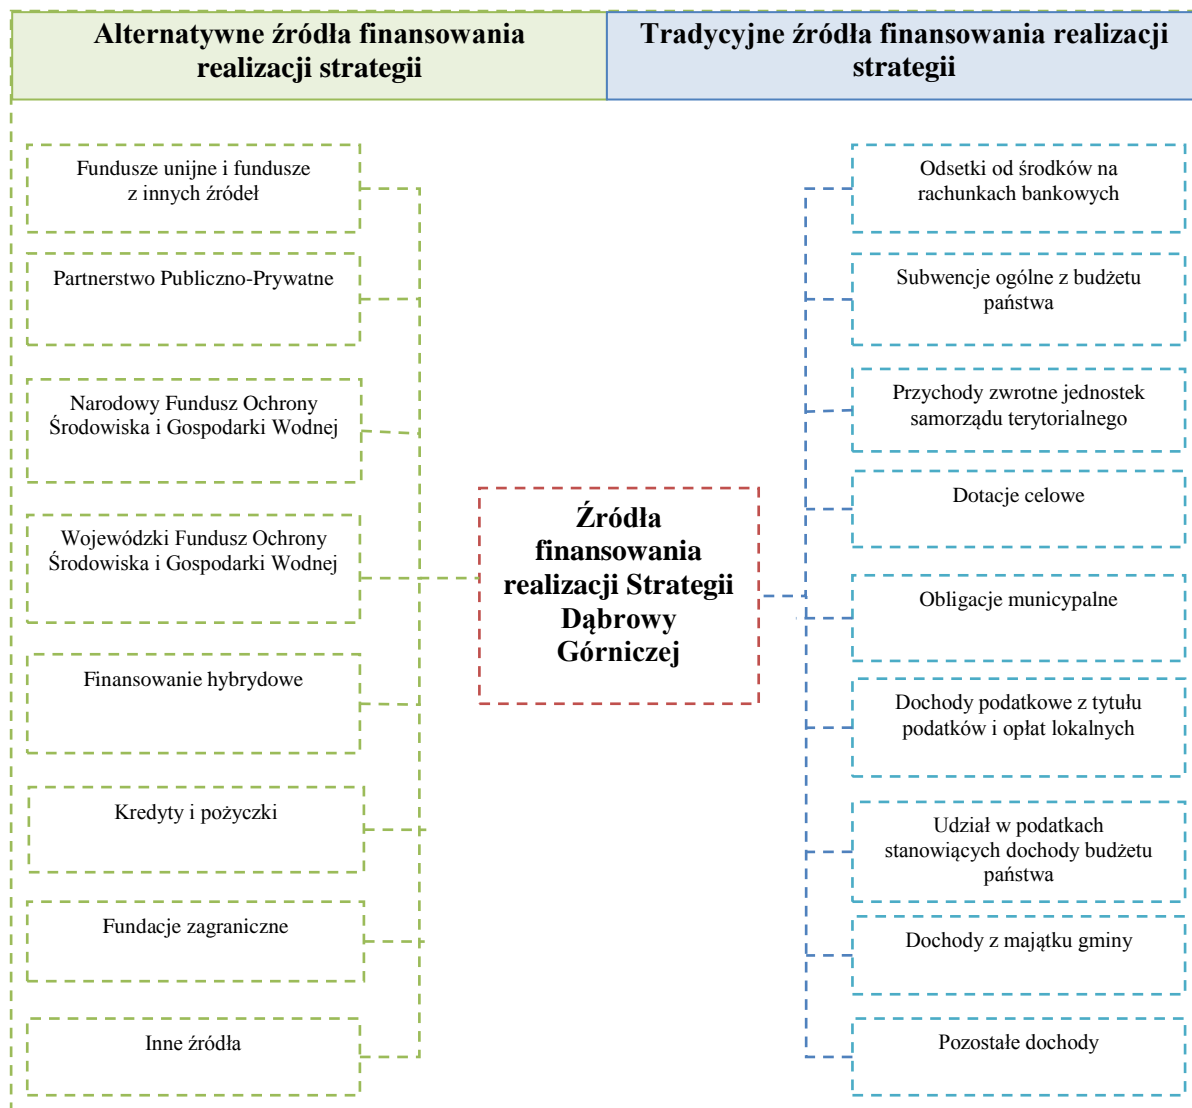 Alternatywne źródła finansowania
realizacji strategii
Tradycyjne źródła finansowania realizacji
strategii
Fundusze unijne i fundusze
z innych źródeł
Partnerstwo Publiczno-Prywatne
Narodowy Fundusz Ochrony
Środowiska i Gospodarki Wodnej
Wojewódzki Fundusz Ochrony
Środowiska i Gospodarki Wodnej
Finansowanie hybrydowe
Kredyty i pożyczki
Fundacje zagraniczne
Inne źródła
Źródła
finansowania
realizacji Strategii
Dąbrowy
Górniczej
Odsetki od środków na
rachunkach bankowych
Subwencje ogólne z budżetu
państwa
Przychody zwrotne jednostek
samorządu terytorialnego
Dotacje celowe
Obligacje municypalne
Dochody podatkowe z tytułu
podatków i opłat lokalnych
Udział w podatkach
stanowiących dochody budżetu
państwa
Dochody z majątku gminy
Pozostałe dochody